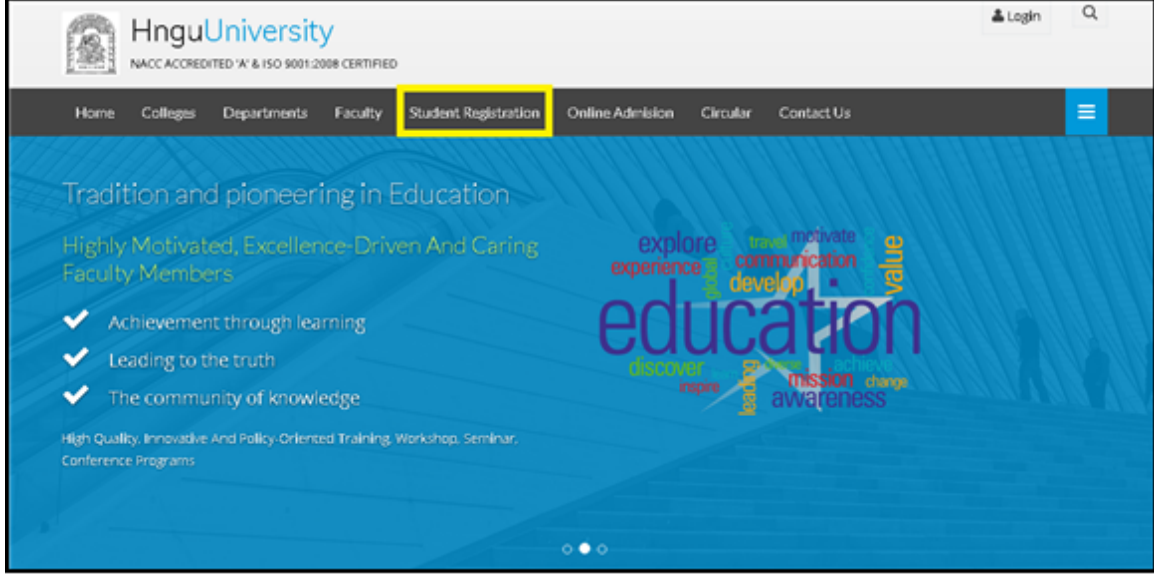 HnguUniversity
Login
NACC ACCREDITED 'A' & ISO 9001:2008 CERTIFIED
Home Colleges Departments Faculty Student Registration Online Admision Circular Contact Us
Tradition and pioneering in Education
Highly Motivated, Excellence-Driven And Caring
Faculty Members
Achievement through learning
Leading to the truth
The community of knowledge
High Quality, Innovative And Policy-Oriented Training, Workshop, Seminar,
Conference Programs
explore
travel motivate
experience
global
communication
value
develop
education
discover
inspire
leading
mission
achieve
change
awareness